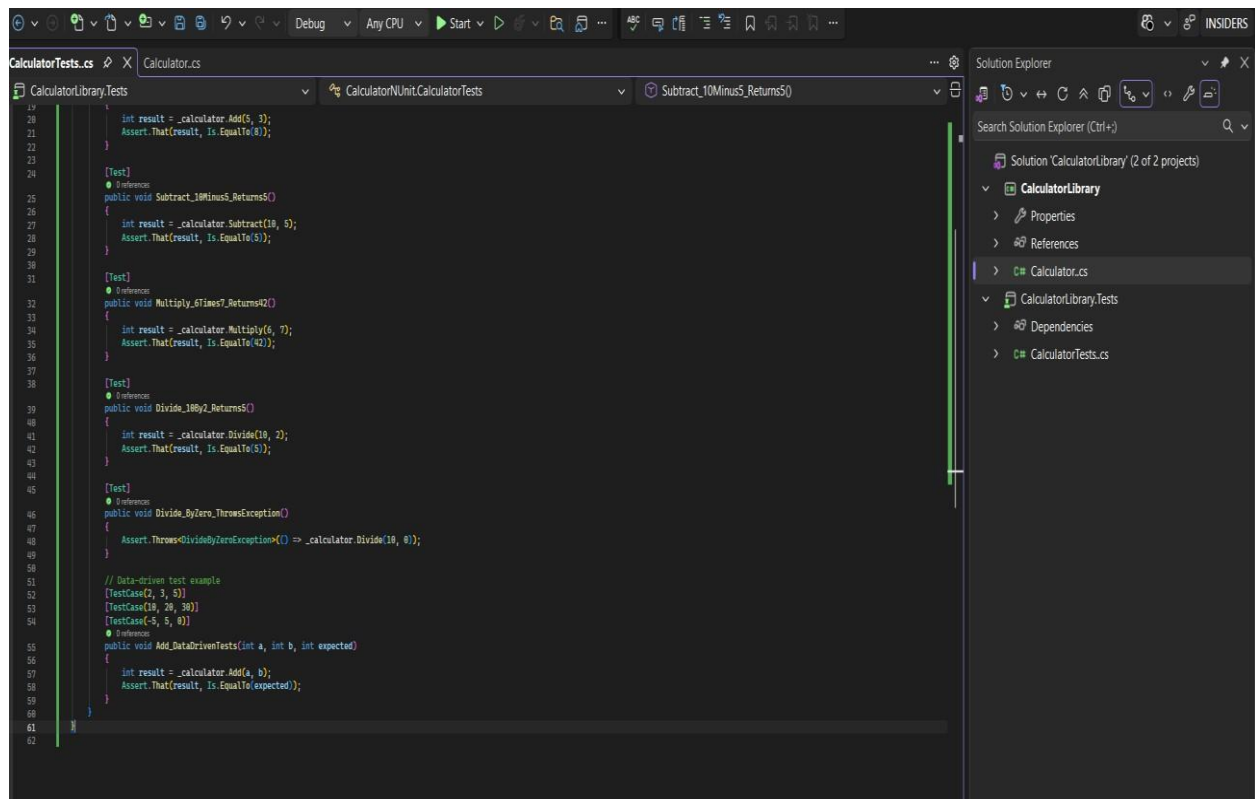 Debug Any CPU Start INSIDERS
CalculatorTests..cs Calculator..cs
CalculatorLibrary.Tests CalculatorNUnit.CalculatorTests Subtract_10Minus5_Returns5()
19 {
20 int result = _calculator.Add(5, 3);
21 Assert.That(result, Is.EqualTo(8));
22 }
23
24 [Test]
0 references
25 public void Subtract_10Minus5_Returns5()
26 {
27 int result = _calculator.Subtract(10, 5);
28 Assert.That(result, Is.EqualTo(5));
29 }
30
31 [Test]
0 references
32 public void Multiply_6Times7_Returns42()
33 {
34 int result = _calculator.Multiply(6, 7);
35 Assert.That(result, Is.EqualTo(42));
36 }
37
38 [Test]
0 references
39 public void Divide_10By2_Returns5()
40 {
41 int result = _calculator.Divide(10, 2);
42 Assert.That(result, Is.EqualTo(5));
43 }
44
45 [Test]
0 references
46 public void Divide_ByZero_ThrowsException()
47 {
48 Assert.Throws<DivideByZeroException>(() => _calculator.Divide(10, 0));
49 }
50
51 // Data-driven test example
52 [TestCase(2, 3, 5)]
53 [TestCase(10, 20, 30)]
54 [TestCase(-5, 5, 0)]
0 references
55 public void Add_DataDrivenTests(int a, int b, int expected)
56 {
57 int result = _calculator.Add(a, b);
58 Assert.That(result, Is.EqualTo(expected));
59 }
60 }
61 }
62
Solution Explorer
Search Solution Explorer (Ctrl+;)
Solution 'CalculatorLibrary' (2 of 2 projects)
CalculatorLibrary
Properties
References
C# Calculator..cs
CalculatorLibrary.Tests
Dependencies
C# CalculatorTests..cs